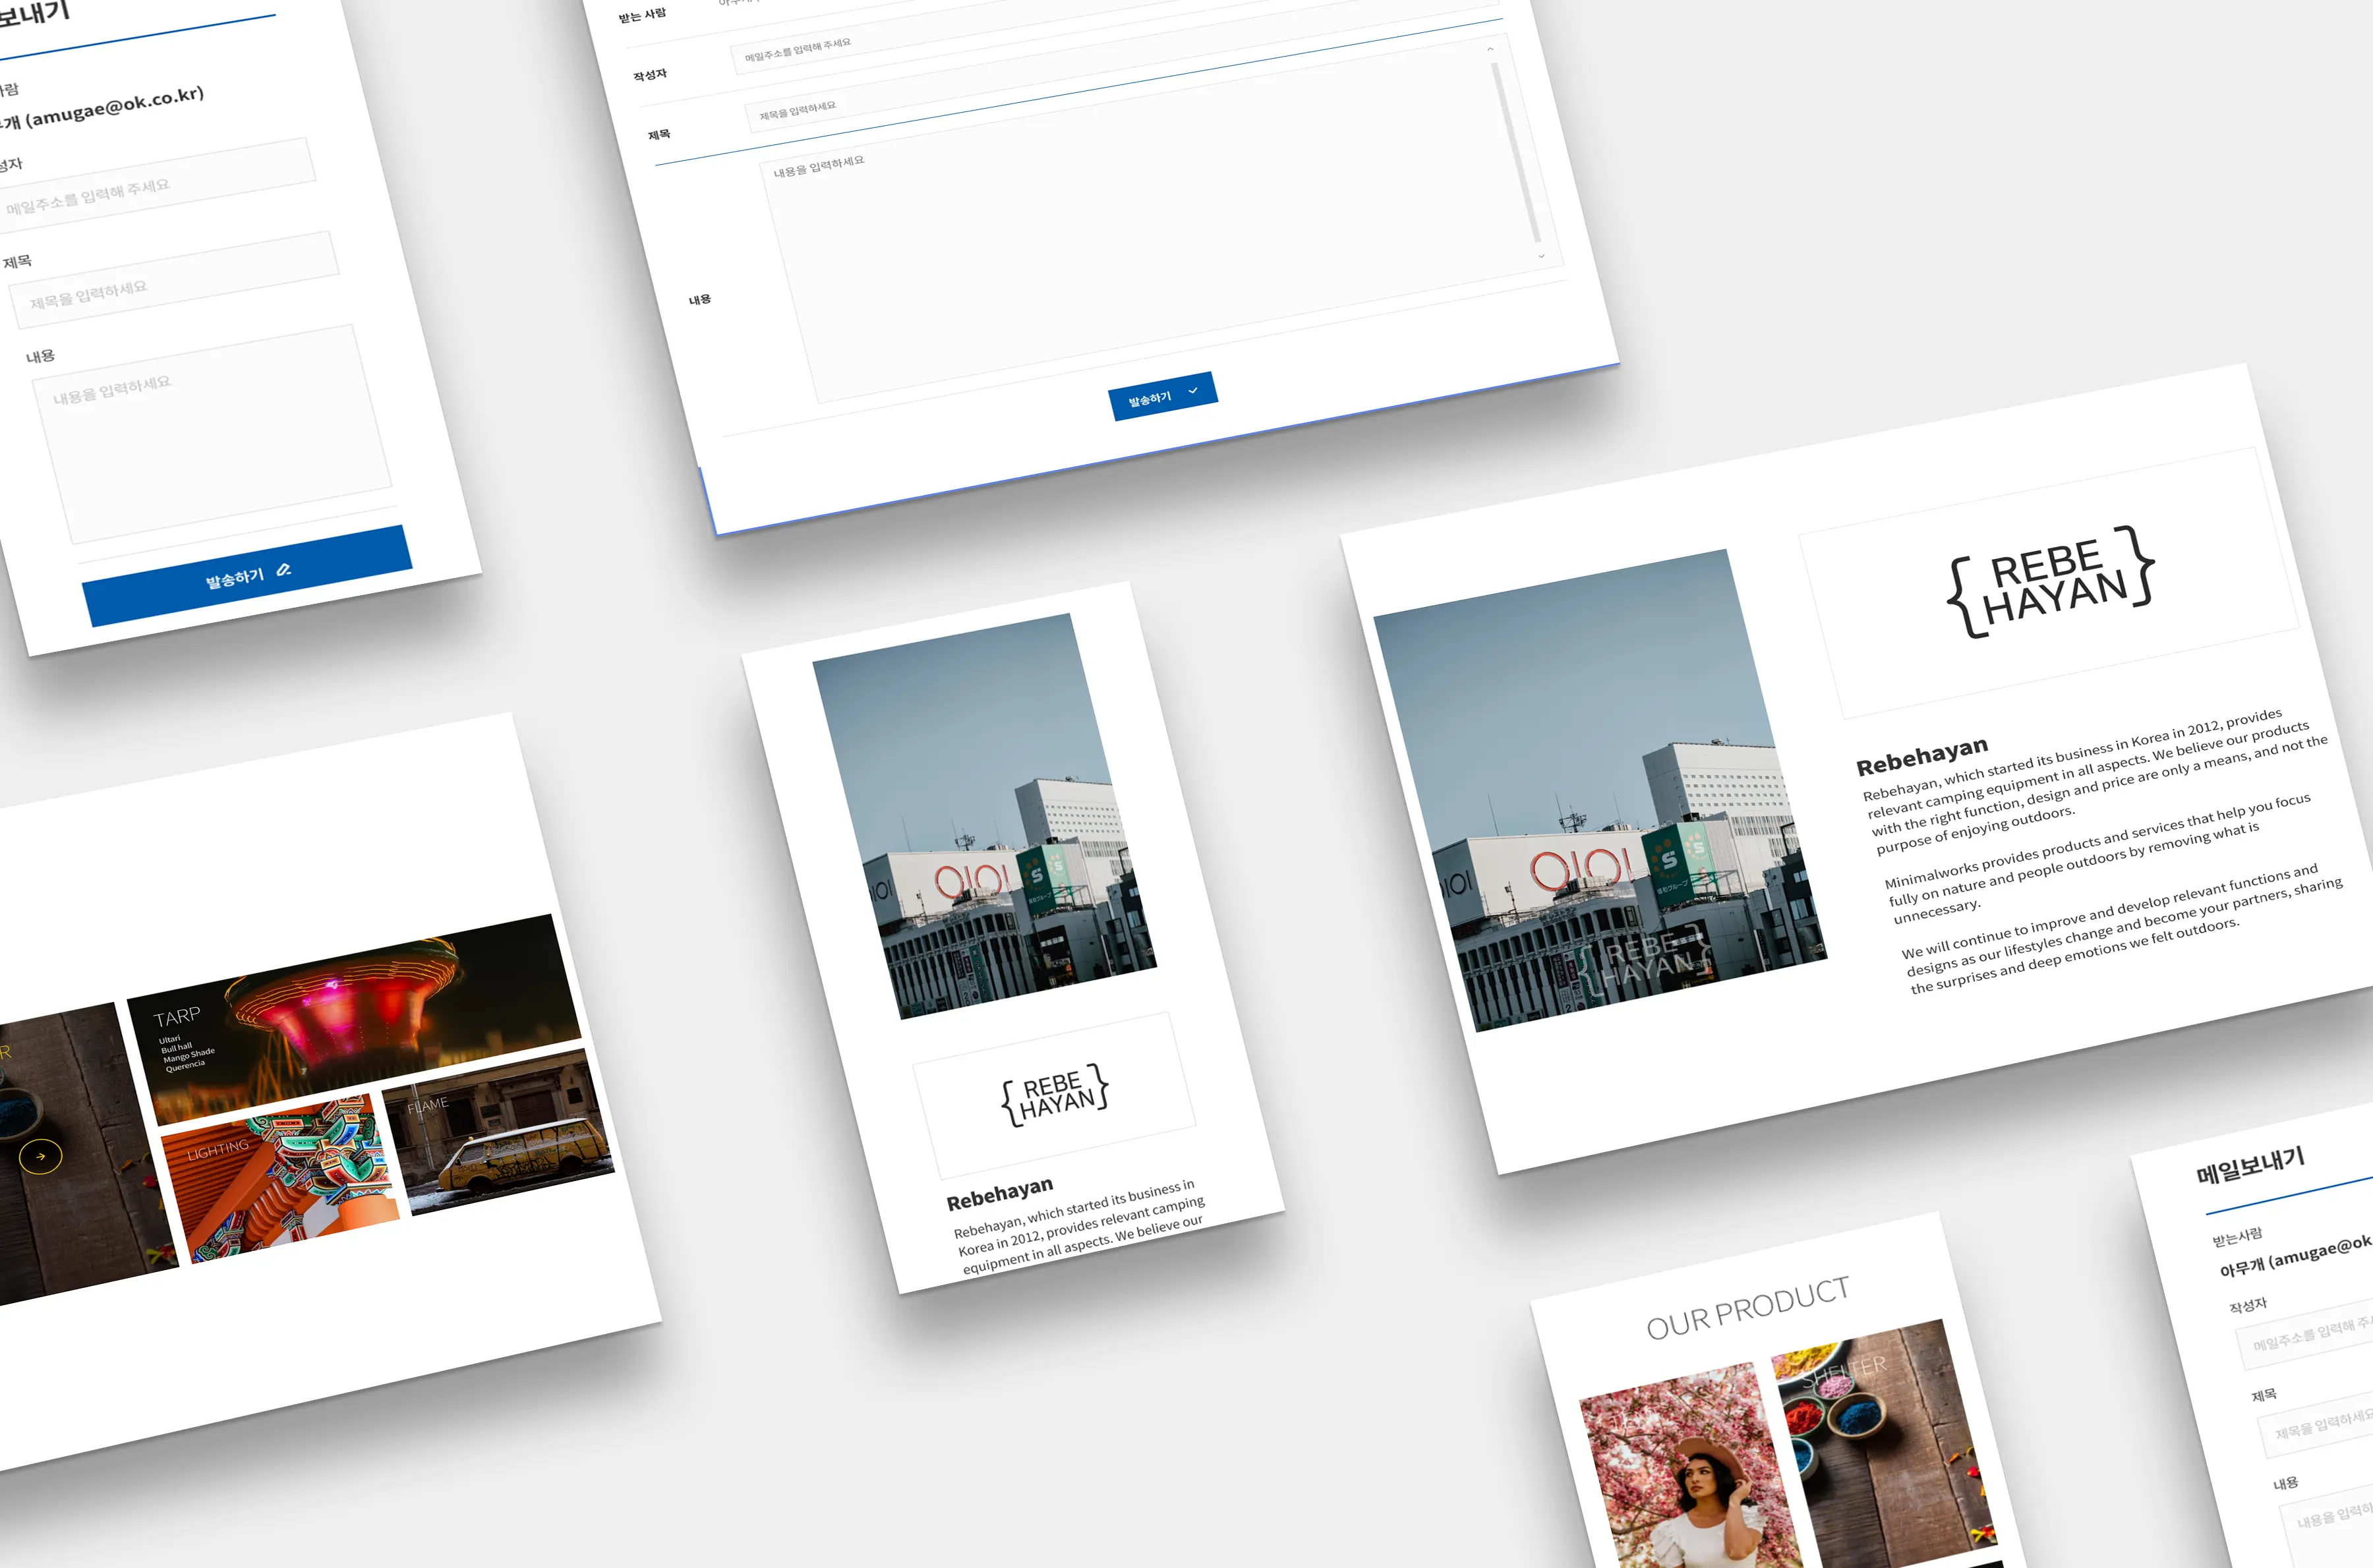 보내기
(amugae@ok.co.kr)
메일주소를 입력해 주세요
제목
제목을 입력하세요
내용
내용을 입력하세요
발송하기
받는 사람
작성자
메일주소를 입력해 주세요
제목
제목을 입력하세요
내용
내용을 입력하세요
발송하기
TARP
Ultari
Bull hall
Mango Shade
Querencia
LIGHTING
FLAME
OIOI
S
S
{REBE
HAYAN}
Rebehayan
Rebehayan, which started its business in
Korea in 2012, provides relevant camping
equipment in all aspects. We believe our
OIOI
S
S
{REBE
HAYAN}
{REBE
HAYAN}
Rebehayan
Rebehayan, which started its business in Korea in 2012, provides
relevant camping equipment in all aspects. We believe our products
with the right function, design and price are only a means, and not the
purpose of enjoying outdoors.
Minimalworks provides products and services that help you focus
fully on nature and people outdoors by removing what is
unnecessary.
We will continue to improve and develop relevant functions and
designs as our lifestyles change and become your partners, sharing
the surprises and deep emotions we felt outdoors.
OUR PRODUCT
SHELTER
메일보내기
받는사람
아무개 (amugae@ok.
작성자
메일주소를 입력해
제목
제목을 입력하세요
내용
내용을 입력하